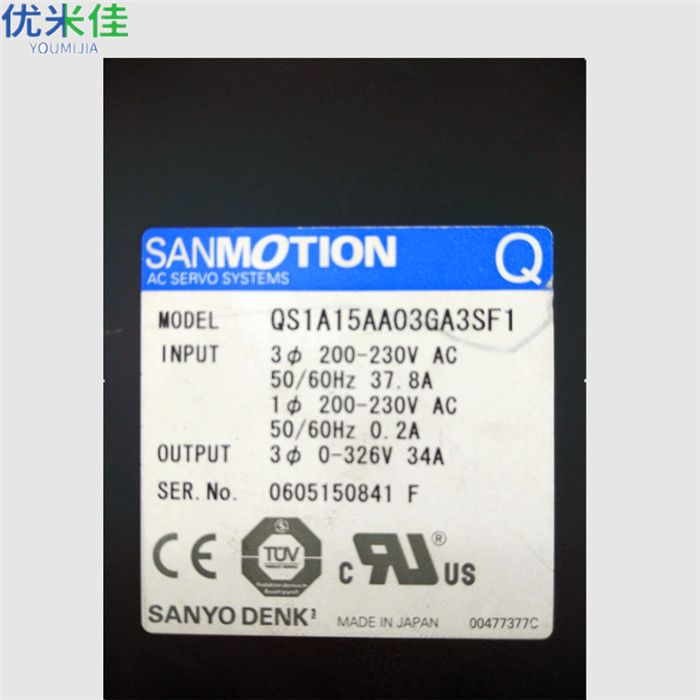 优米佳
YOUMIJIA
SANMOTION Q
AC SERVO SYSTEMS
MODEL QS1A15AA03GA3SF1
INPUT 3ϕ 200-230V AC
50/60Hz 37.8A
1ϕ 200-230V AC
50/60Hz 0.2A
OUTPUT 3ϕ 0-326V 34A
SER.No. 0605150841 F
CE
TÜV
C RU ® US
SANYO DENK MADE IN JAPAN 00477377C